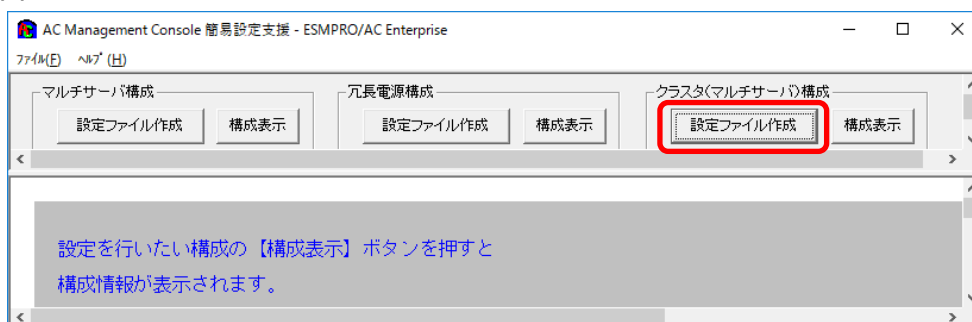 AC Management Console 簡易設定支援 - ESMPRO/AC Enterprise
ﾌｧｲﾙ(F) ﾍﾙﾌﾟ(H)
マルチサーバ構成 冗長電源構成 クラスタ(マルチサーバ)構成
設定ファイル作成 構成表示 設定ファイル作成 構成表示 設定ファイル作成 構成表示
設定を行いたい構成の【構成表示】ボタンを押すと
構成情報が表示されます。